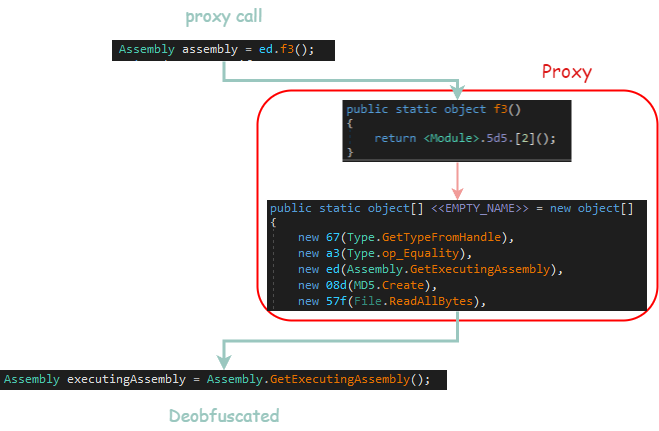 proxy call
Assembly assembly = ed.f3();
Proxy
public static object f3()
{
return <Module>.5d5.[2]();
}
public static object[] <<EMPTY_NAME>> = new object[]
{
new 67(Type.GetTypeFromHandle),
new a3(Type.op_Equality),
new ed(Assembly.GetExecutingAssembly),
new 08d(MD5.Create),
new 57f(File.ReadAllBytes),
Assembly executingAssembly = Assembly.GetExecutingAssembly();
Deobfuscated